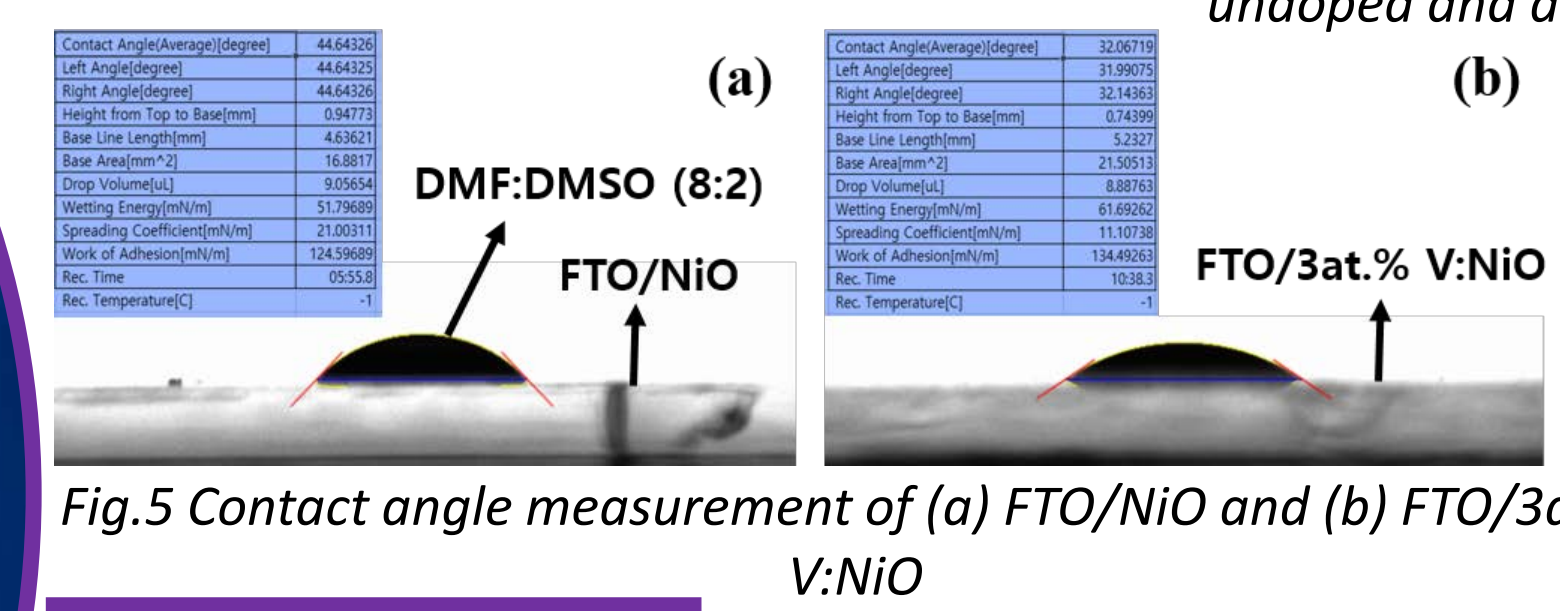 undoped and a
Contact Angle(Average)[degree] 44.64326
Left Angle[degree] 44.64325
Right Angle[degree] 44.64326
Height from Top to Base[mm] 0.94773
Base Line Length[mm] 4.63621
Base Area[mm^2] 16.8817
Drop Volume[uL] 9.05654
Wetting Energy[mN/m] 51.79689
Spreading Coefficient[mN/m] 21.00311
Work of Adhesion[mN/m] 124.59689
Rec. Time 05:55.8
Rec. Temperature[C] -1
(a)
DMF:DMSO (8:2)
FTO/NiO
Contact Angle(Average)[degree] 32.06719
Left Angle[degree] 31.99075
Right Angle[degree] 32.14363
Height from Top to Base[mm] 0.74399
Base Line Length[mm] 5.2327
Base Area[mm^2] 21.50513
Drop Volume[uL] 8.88763
Wetting Energy[mN/m] 61.69262
Spreading Coefficient[mN/m] 11.10738
Work of Adhesion[mN/m] 134.49263
Rec. Time 10:38.3
Rec. Temperature[C] -1
(b)
FTO/3at.% V:NiO
Fig.5 Contact angle measurement of (a) FTO/NiO and (b) FTO/3a
V:NiO